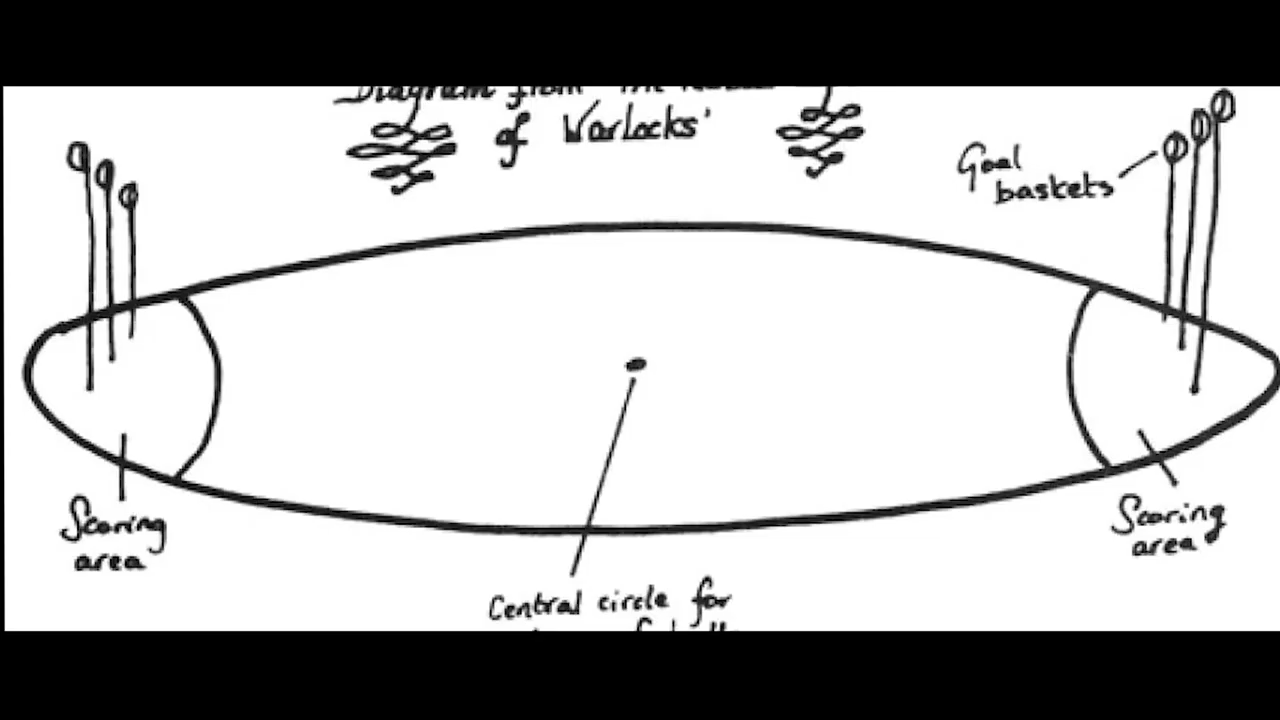 Diagram from
of Warlocks'
Goal
baskets
Scoring
area
Scoring
area
Central circle for